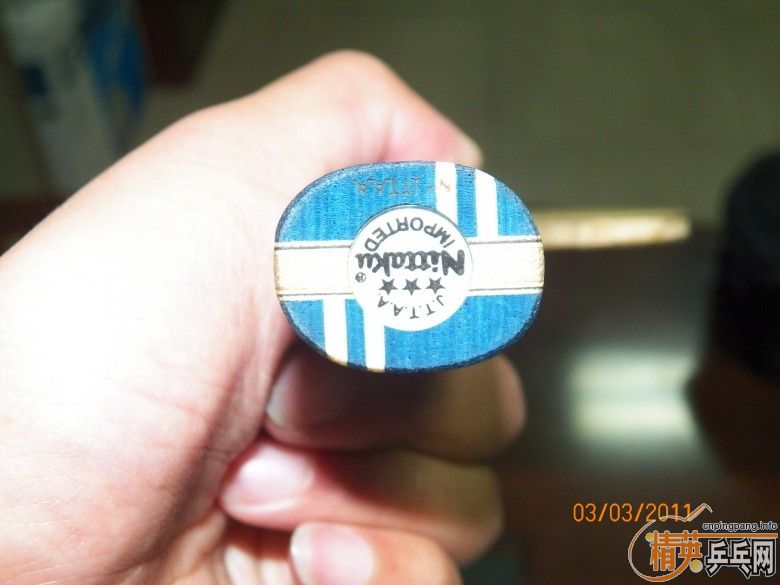 J.T.T.A.A.
IMPORTED
Nittaku ®
★★★
J.T.T.A.A.
03/03/2011
cnpingpang.info
精英乒乓网